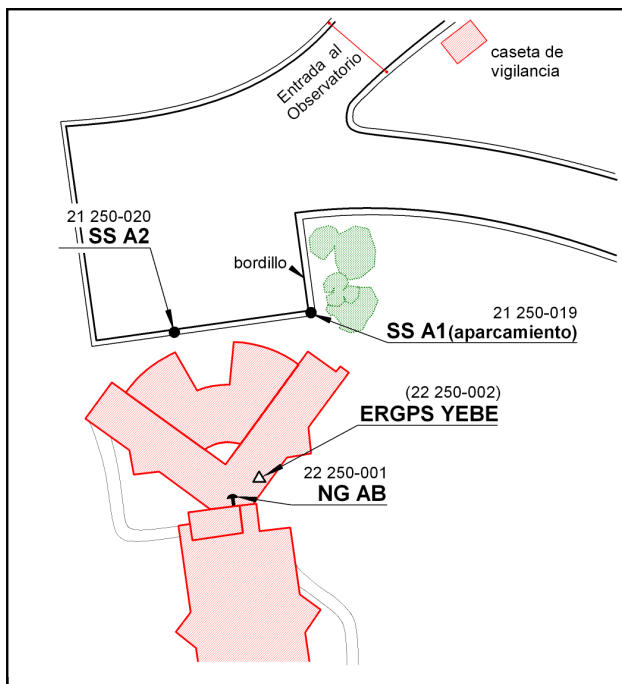 Entrada al
Observatorio
caseta de
vigilancia
21 250-020
SS A2
bordillo
21 250-019
SS A1(aparcamiento)
(22 250-002)
ERGPS YEBE
22 250-001
NG AB